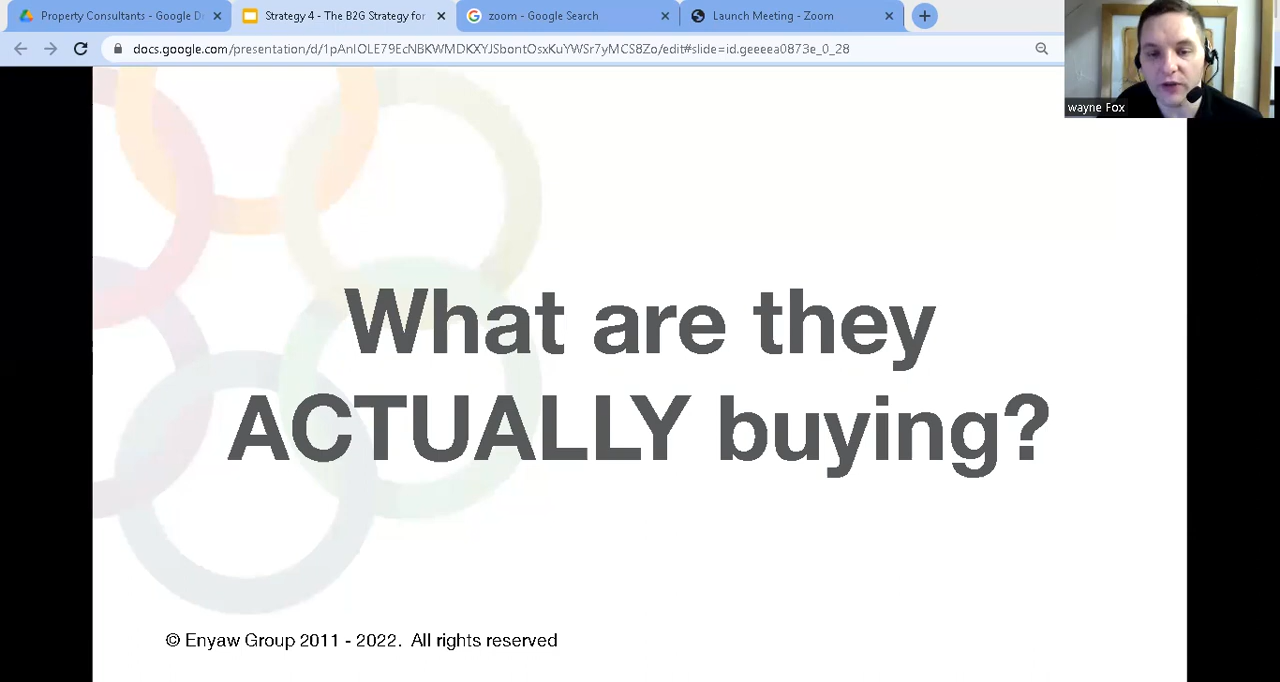 Property Consultants - Google D
Strategy 4 - The B2G Strategy for
zoom - Google Search
Launch Meeting - Zoom
docs.google.com/presentation/d/1pAnIOLE79EcNBKWMDKXYJSbontOsxKuYWSr7yMCS8Zo/edit#slide=id.geeeea0873e_0_28
wayne Fox
What are they
ACTUALLY buying?
© Enyaw Group 2011 - 2022. All rights reserved